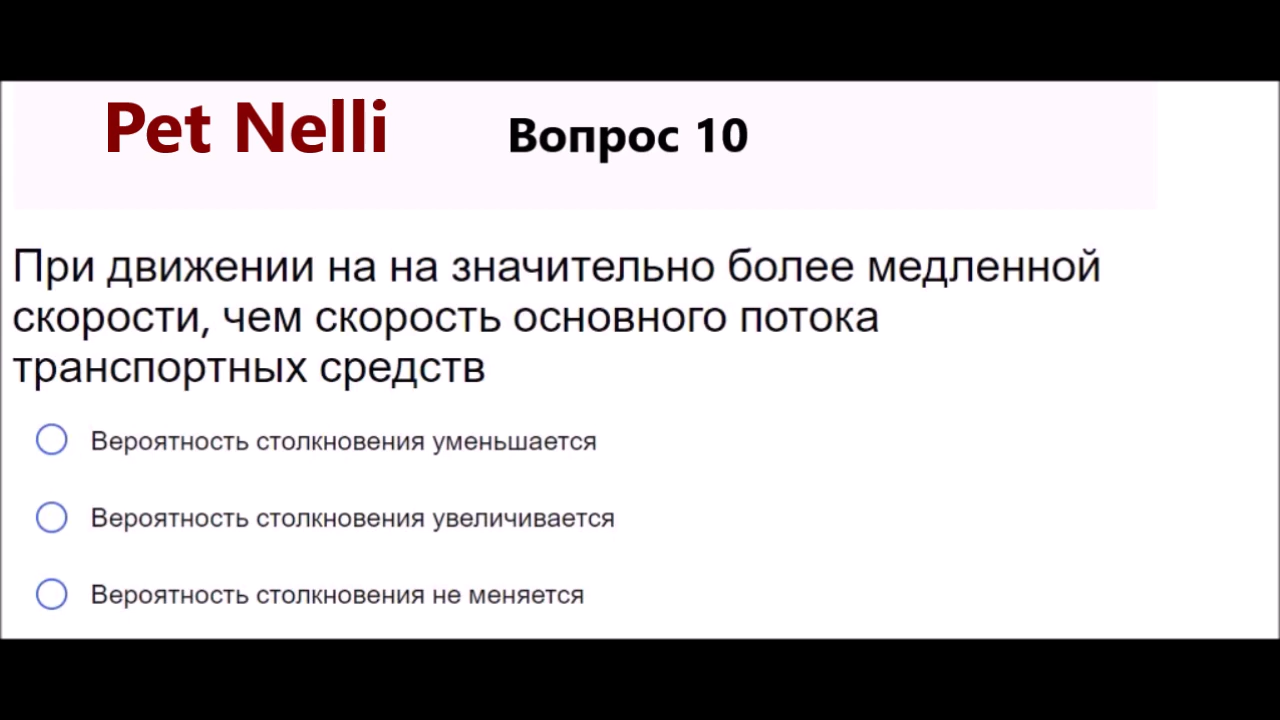 Pet Nelli Вопрос 10
При движении на на значительно более медленной
скорости, чем скорость основного потока
транспортных средств
Вероятность столкновения уменьшается
Вероятность столкновения увеличивается
Вероятность столкновения не меняется